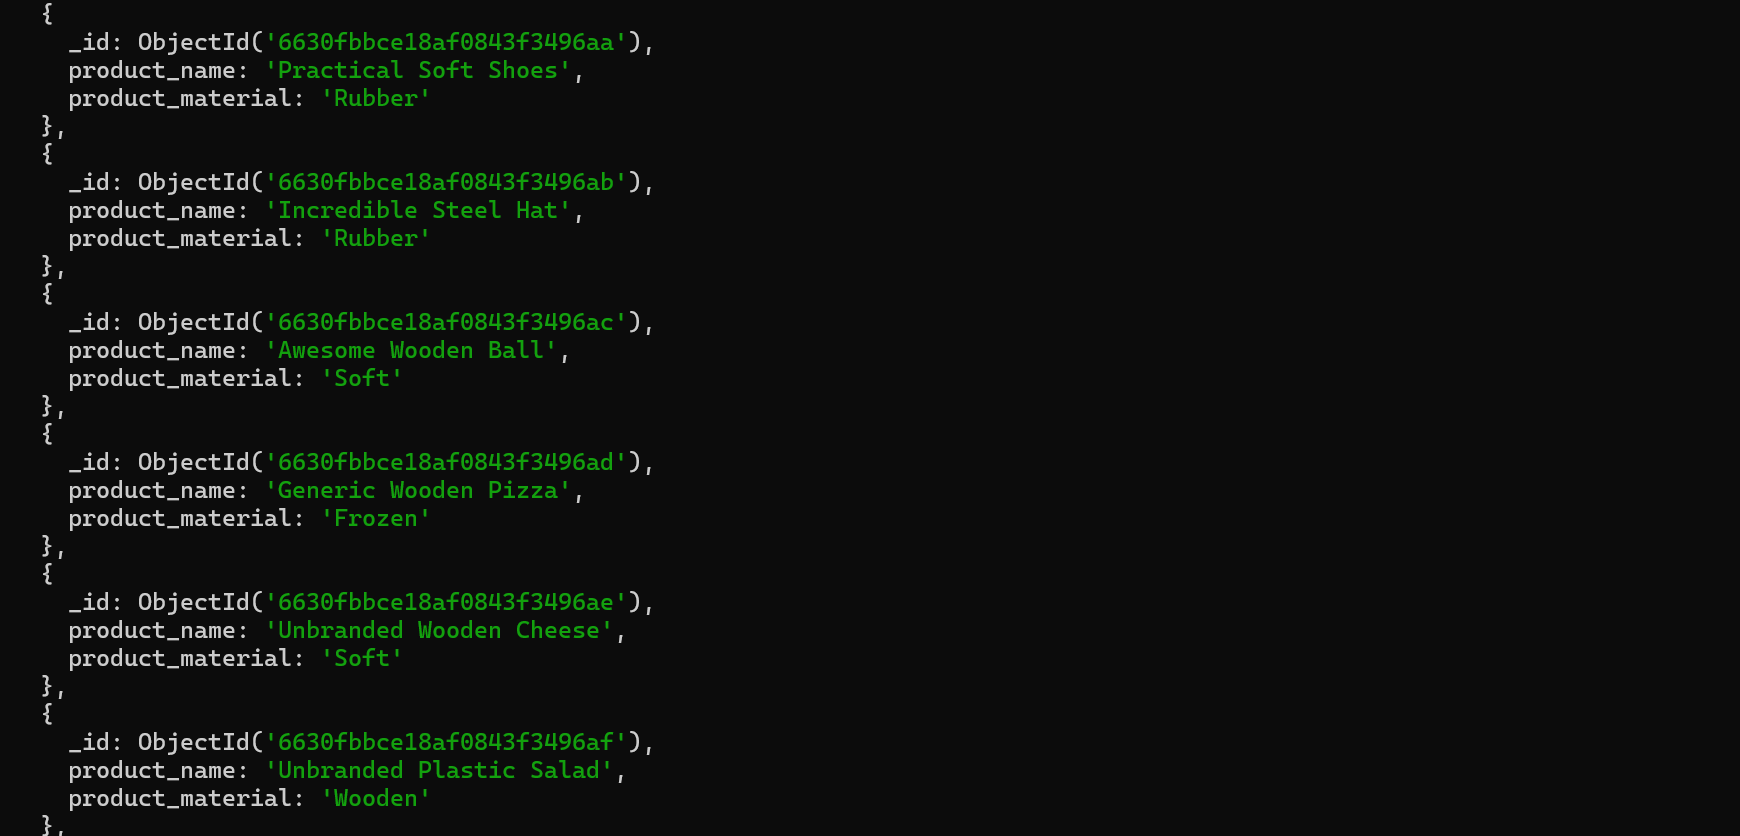 {
_id: ObjectId('6630fbbce18af0843f3496aa'),
product_name: 'Practical Soft Shoes',
product_material: 'Rubber'
},
{
_id: ObjectId('6630fbbce18af0843f3496ab'),
product_name: 'Incredible Steel Hat',
product_material: 'Rubber'
},
{
_id: ObjectId('6630fbbce18af0843f3496ac'),
product_name: 'Awesome Wooden Ball',
product_material: 'Soft'
},
{
_id: ObjectId('6630fbbce18af0843f3496ad'),
product_name: 'Generic Wooden Pizza',
product_material: 'Frozen'
},
{
_id: ObjectId('6630fbbce18af0843f3496ae'),
product_name: 'Unbranded Wooden Cheese',
product_material: 'Soft'
},
{
_id: ObjectId('6630fbbce18af0843f3496af'),
product_name: 'Unbranded Plastic Salad',
product_material: 'Wooden'
},